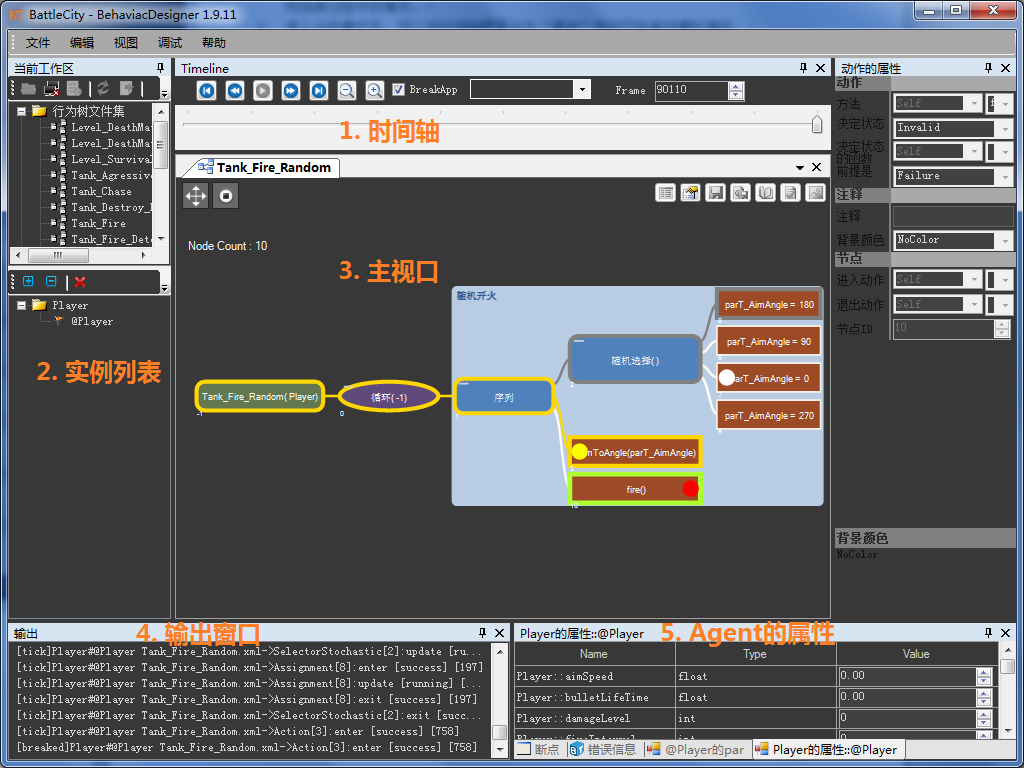 BattleCity - BehaviacDesigner 1.9.11
文件 编辑 视图 调试 帮助
当前工作区
行为树文件集
Level_DeathMa
Level_DeathMa
Level_Survival
Tank_Agressive
Tank_Chase
Tank_Destroy_
Tank_Fire
Tank_Fire_Det
Player
@Player
2. 实例列表
Timeline
BreakApp
Frame 90110
1. 时间轴
Tank_Fire_Random
Node Count : 10
3. 主视口
随机开火
Tank_Fire_Random( Player)
-1
循环( -1)
0
序列
1
随机选择( )
2
parT_AimAngle = 180
parT_AimAngle = 90
arT_AimAngle = 0
parT_AimAngle = 270
mToAngle(parT_AimAngle)
3
fire()
10
动作的属性
动作
方法 Self f
决定状态 Invalid
决定状态的函数 Self
前提是 Failure
注释
注释
背景颜色 NoColor
节点
进入动作 Self
退出动作 Self
节点ID 10
背景颜色
NoColor
输出
4. 输出窗口
[tick]Player#@Player Tank_Fire_Random.xml->SelectorStochastic[2]:update [ru...
[tick]Player#@Player Tank_Fire_Random.xml->Assignment[8]:enter [success] [197]
[tick]Player#@Player Tank_Fire_Random.xml->Assignment[8]:update [running] [...
[tick]Player#@Player Tank_Fire_Random.xml->Assignment[8]:exit [success] [197]
[tick]Player#@Player Tank_Fire_Random.xml->SelectorStochastic[2]:exit [succ...
[tick]Player#@Player Tank_Fire_Random.xml->Action[3]:enter [success] [758]
[breaked]Player#@Player Tank_Fire_Random.xml->Action[3]:enter [success] [758]
Player的属性::@Player
5. Agent的属性
Name Type Value
Player::aimSpeed float 0.00
Player::bulletLifeTime float 0.00
Player::damageLevel int 0
Player::fireInterval int 0
断点 错误信息 @Player的par Player的属性::@Player